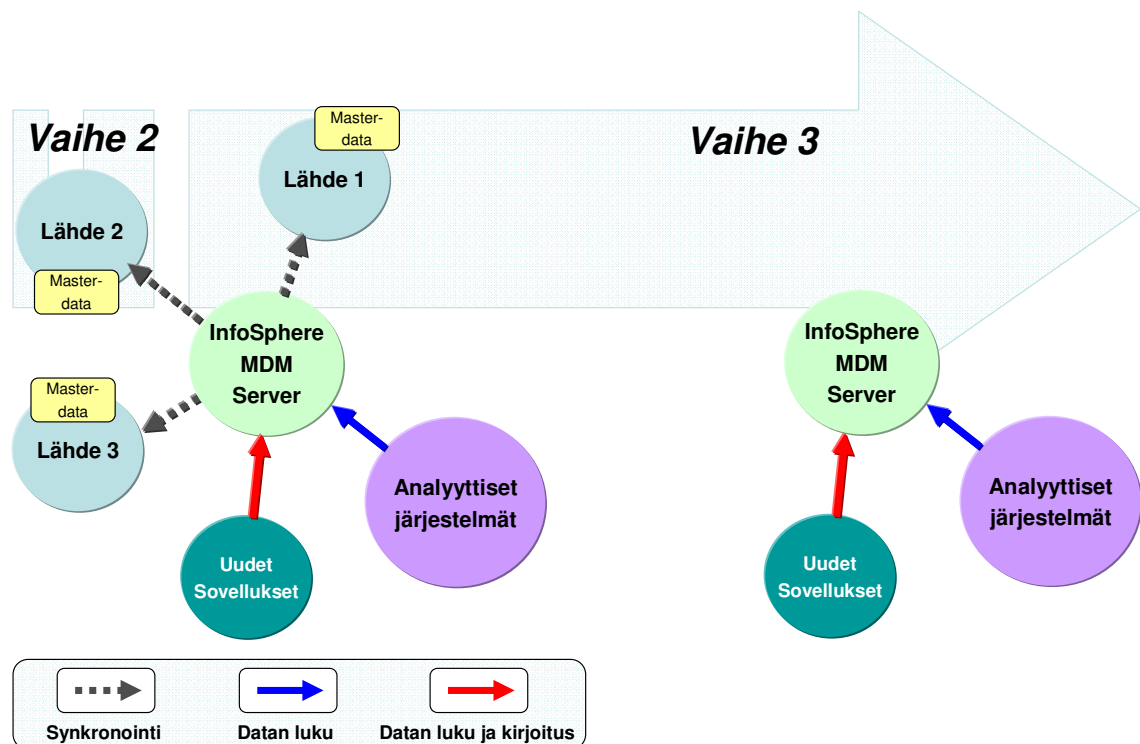 Vaihe 2
Vaihe 3
Master-
data
Lähde 1
Lähde 2
Master-
data
Master-
data
Lähde 3
InfoSphere
MDM
Server
Analyyttiset
järjestelmät
Uudet
Sovellukset
InfoSphere
MDM
Server
Analyyttiset
järjestelmät
Uudet
Sovellukset
Synkronointi
Datan luku
Datan luku ja kirjoitus